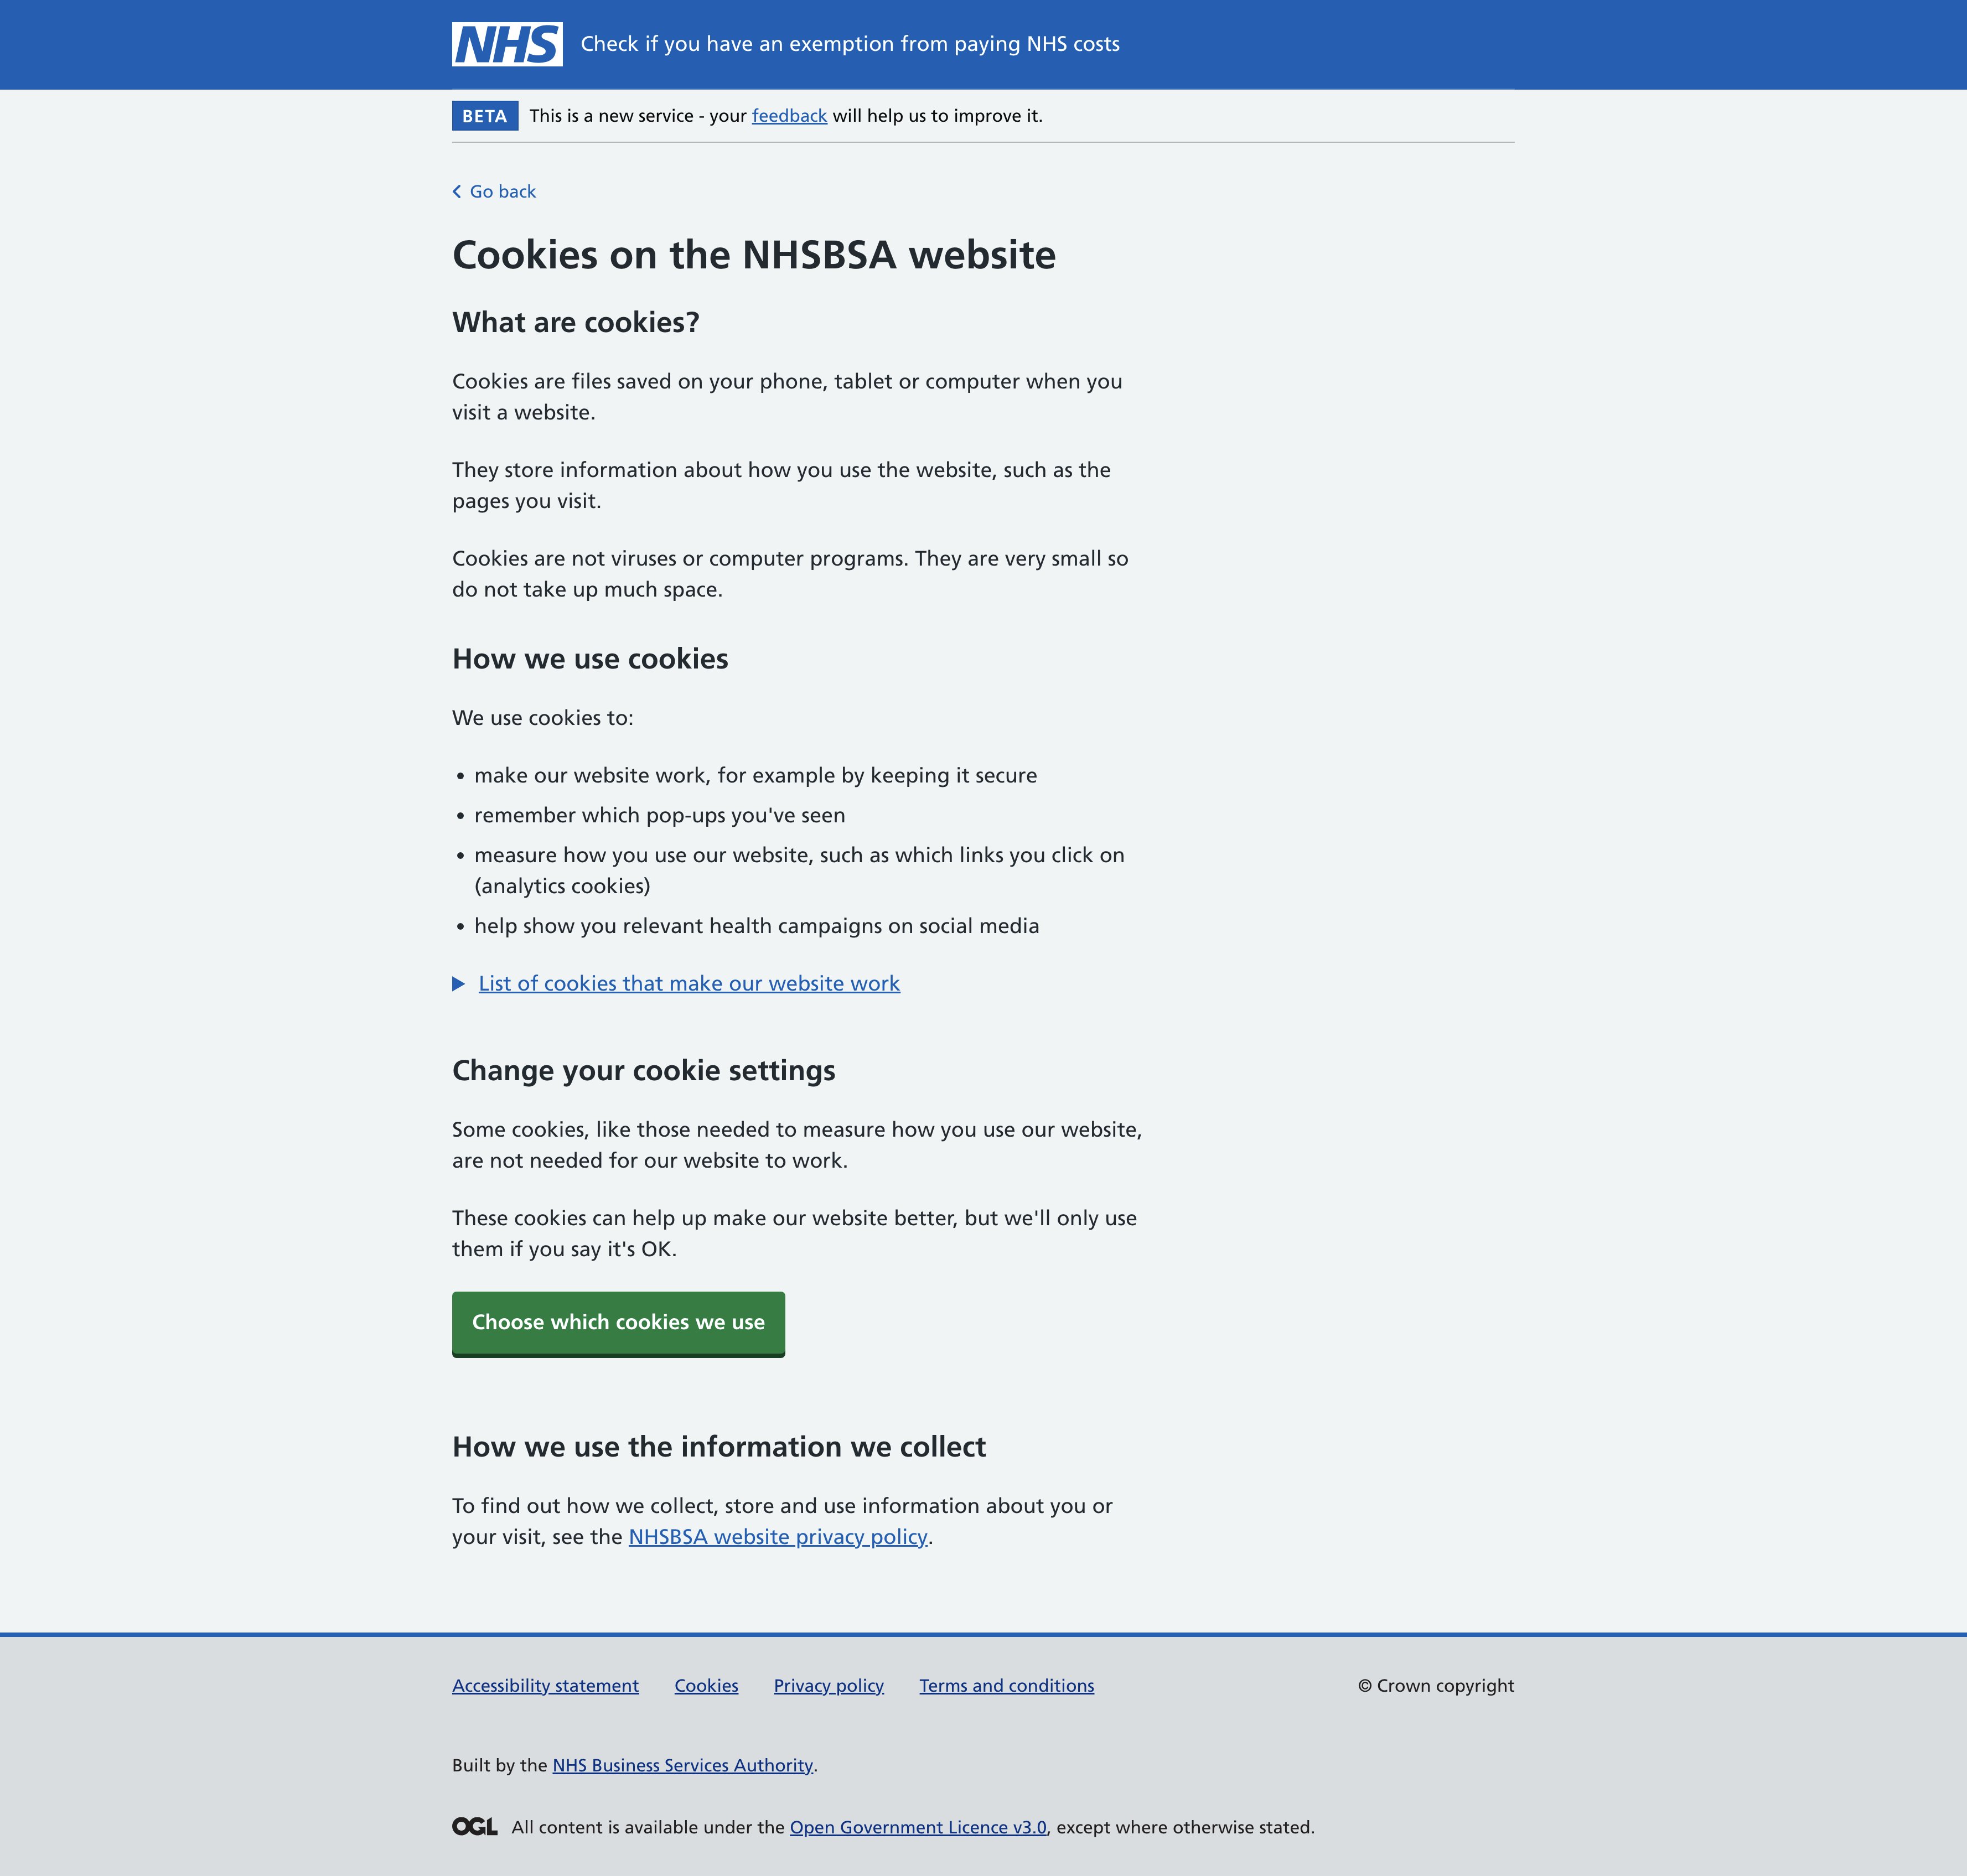 NHS Check if you have an exemption from paying NHS costs
BETA This is a new service - your feedback will help us to improve it.
Go back
Cookies on the NHSBSA website
What are cookies?
Cookies are files saved on your phone, tablet or computer when you
visit a website.
They store information about how you use the website, such as the
pages you visit.
Cookies are not viruses or computer programs. They are very small so
do not take up much space.
How we use cookies
We use cookies to:
• make our website work, for example by keeping it secure
• remember which pop-ups you've seen
• measure how you use our website, such as which links you click on
(analytics cookies)
• help show you relevant health campaigns on social media
List of cookies that make our website work
Change your cookie settings
Some cookies, like those needed to measure how you use our website,
are not needed for our website to work.
These cookies can help up make our website better, but we'll only use
them if you say it's OK.
Choose which cookies we use
How we use the information we collect
To find out how we collect, store and use information about you or
your visit, see the NHSBSA website privacy policy.
Accessibility statement Cookies Privacy policy Terms and conditions © Crown copyright
Built by the NHS Business Services Authority.
OGL All content is available under the Open Government Licence v3.0, except where otherwise stated.